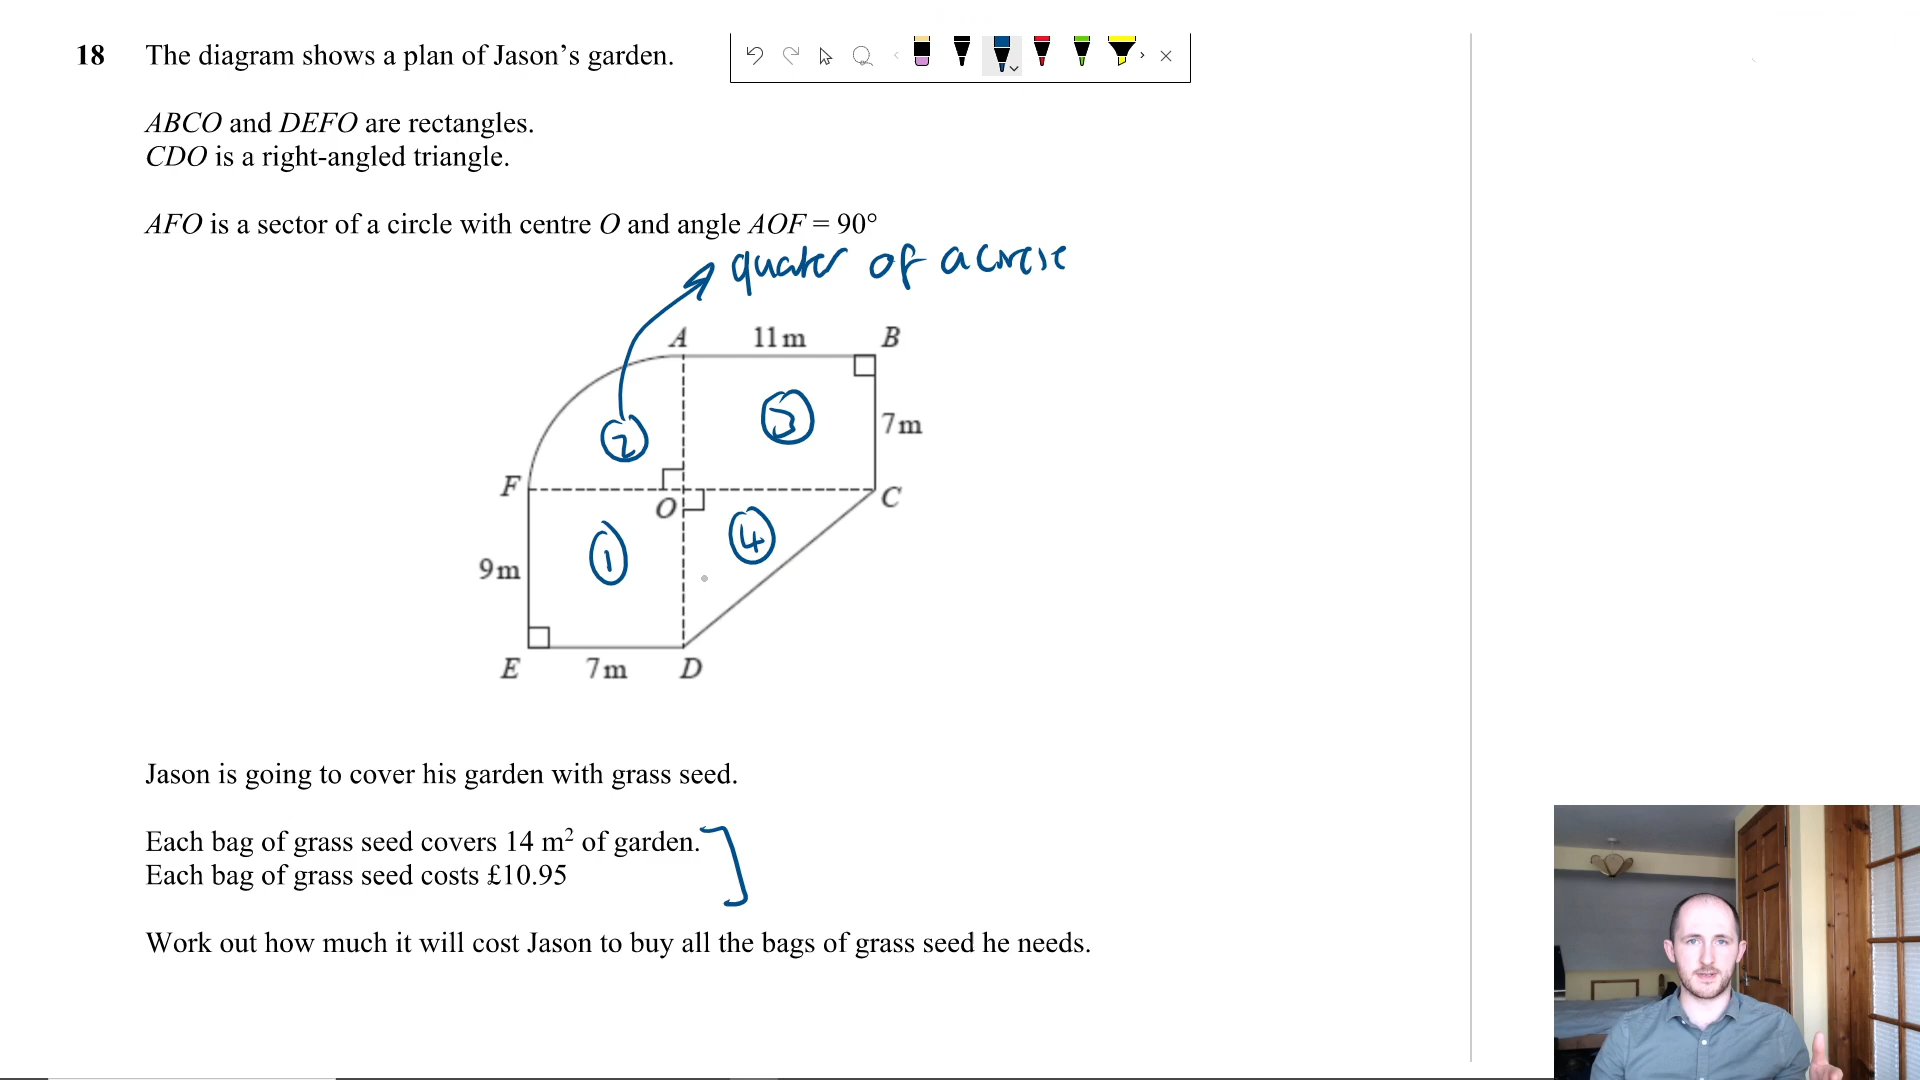 18 The diagram shows a plan of Jason’s garden.
ABCO and DEFO are rectangles.
CDO is a right-angled triangle.
AFO is a sector of a circle with centre O and angle AOF = 90°
quater of a circle
A 11 m B
2 3 7 m
F O C
9 m 1 4
E 7 m D
Jason is going to cover his garden with grass seed.
Each bag of grass seed covers 14 m² of garden.
Each bag of grass seed costs £10.95
Work out how much it will cost Jason to buy all the bags of grass seed he needs.